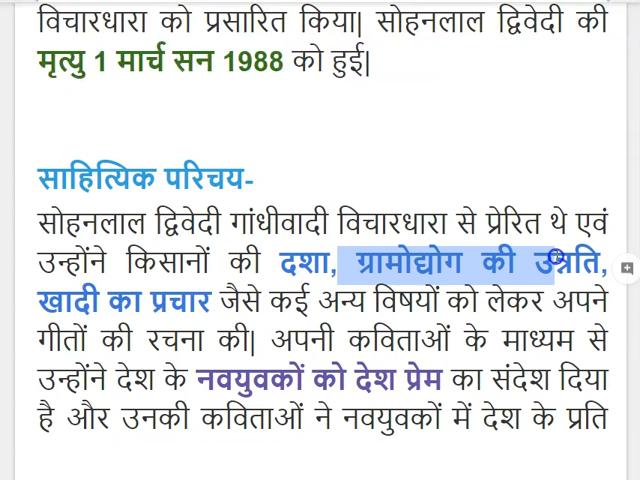 विचारधारा को प्रसारित किया| सोहनलाल द्विवेदी की
मृत्यु 1 मार्च सन 1988 को हुई|
साहित्यिक परिचय-
सोहनलाल द्विवेदी गांधीवादी विचारधारा से प्रेरित थे एवं
उन्होंने किसानों की दशा, ग्रामोद्योग की उन्नति,
खादी का प्रचार जैसे कई अन्य विषयों को लेकर अपने
गीतों की रचना की| अपनी कविताओं के माध्यम से
उन्होंने देश के नवयुवकों को देश प्रेम का संदेश दिया
है और उनकी कविताओं ने नवयुवकों में देश के प्रति